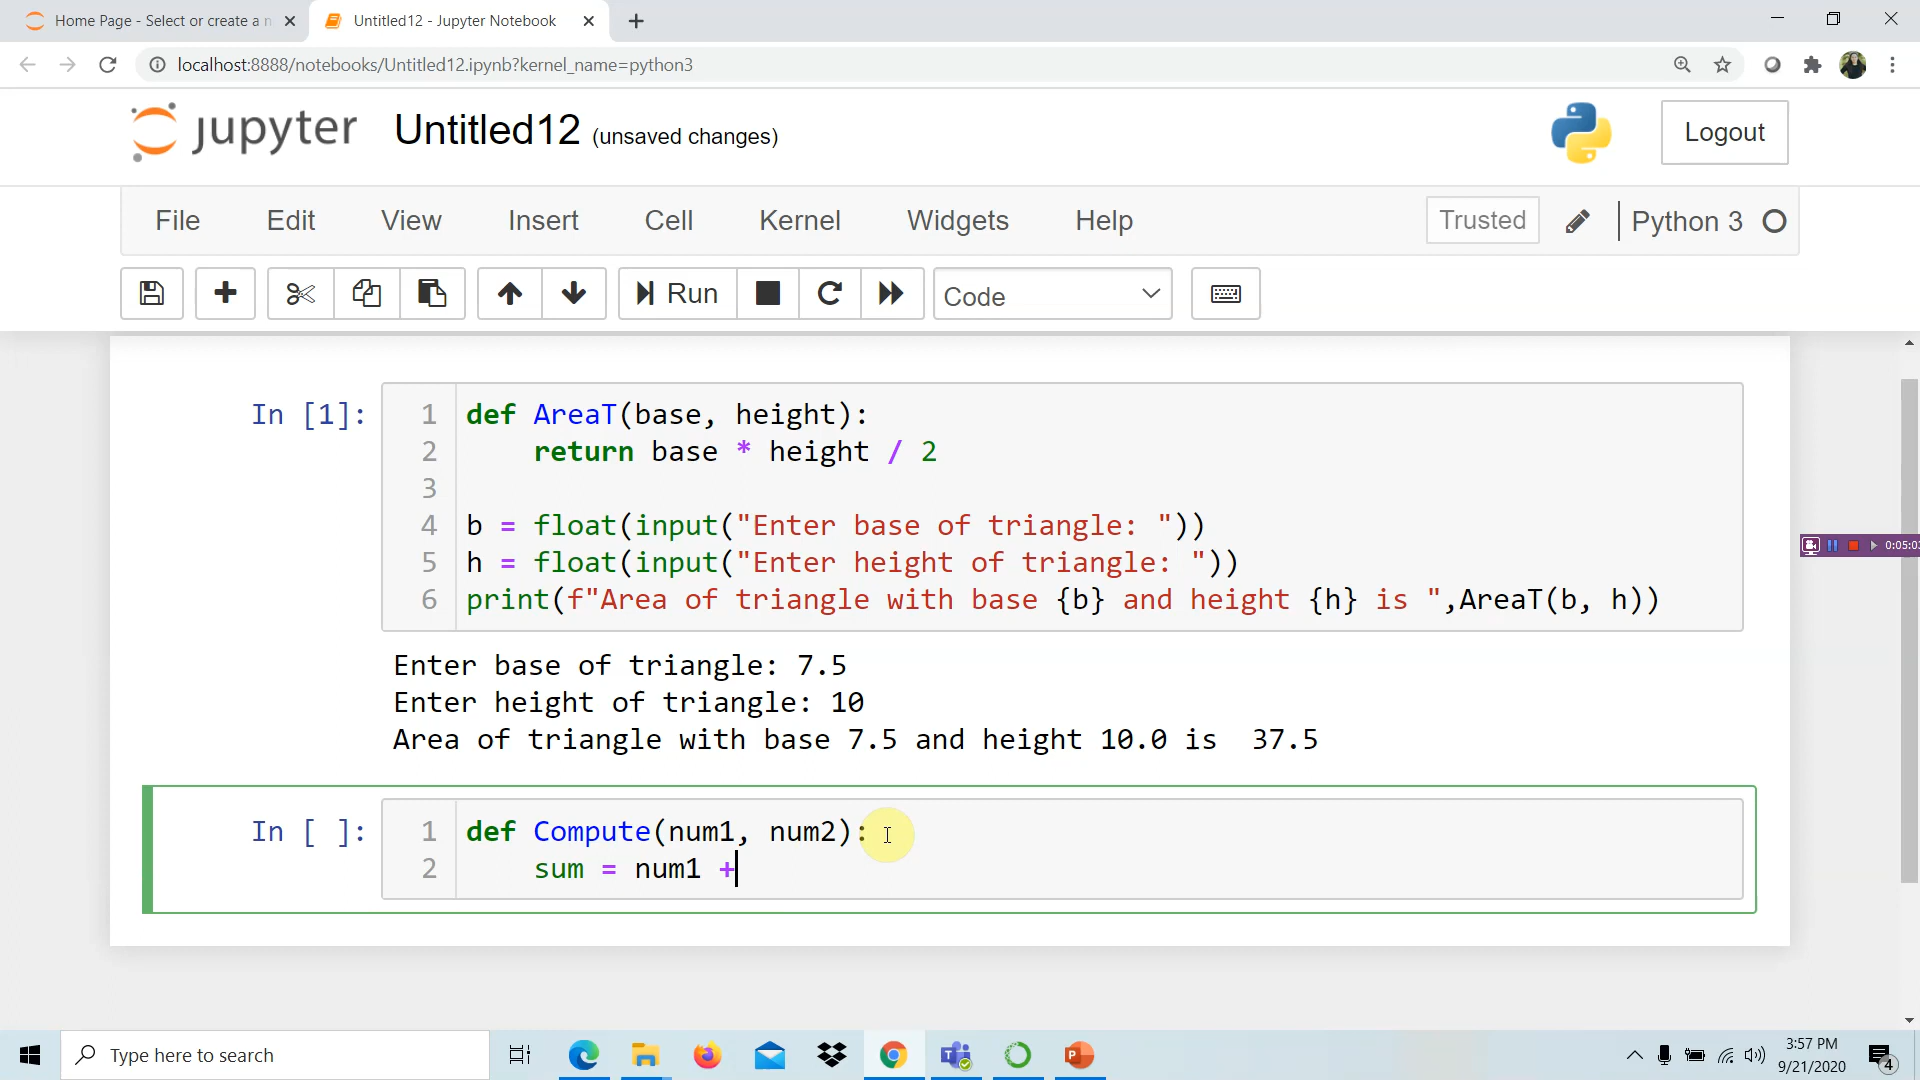 Home Page - Select or create a n
Untitled12 - Jupyter Notebook
localhost:8888/notebooks/Untitled12.ipynb?kernel_name=python3
jupyter Untitled12 (unsaved changes)
Logout
File Edit View Insert Cell Kernel Widgets Help Trusted Python 3
Run Code
In [1]:
1 def AreaT(base, height):
2 return base * height / 2
3
4 b = float(input("Enter base of triangle: "))
5 h = float(input("Enter height of triangle: "))
6 print(f"Area of triangle with base {b} and height {h} is ",AreaT(b, h))
0:05:0
Enter base of triangle: 7.5
Enter height of triangle: 10
Area of triangle with base 7.5 and height 10.0 is  37.5
In [ ]:
1 def Compute(num1, num2):
2 sum = num1 +
Type here to search
3:57 PM
9/21/2020
4